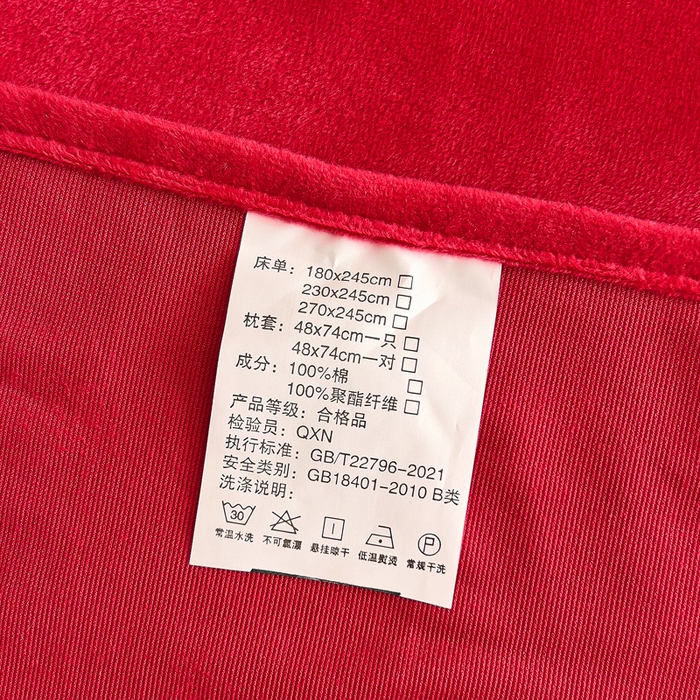 床单：180x245cm□
230x245cm□
270x245cm□
枕套：48x74cm一只□
48x74cm一对□
成分：100%棉 □
100%聚酯纤维□
产品等级：合格品
检验员：QXN
执行标准：GB/T22796-2021
安全类别：GB18401-2010 B类
洗涤说明：
30 P
常温水洗 不可氯漂 悬挂晾干 低温熨烫 常规干洗